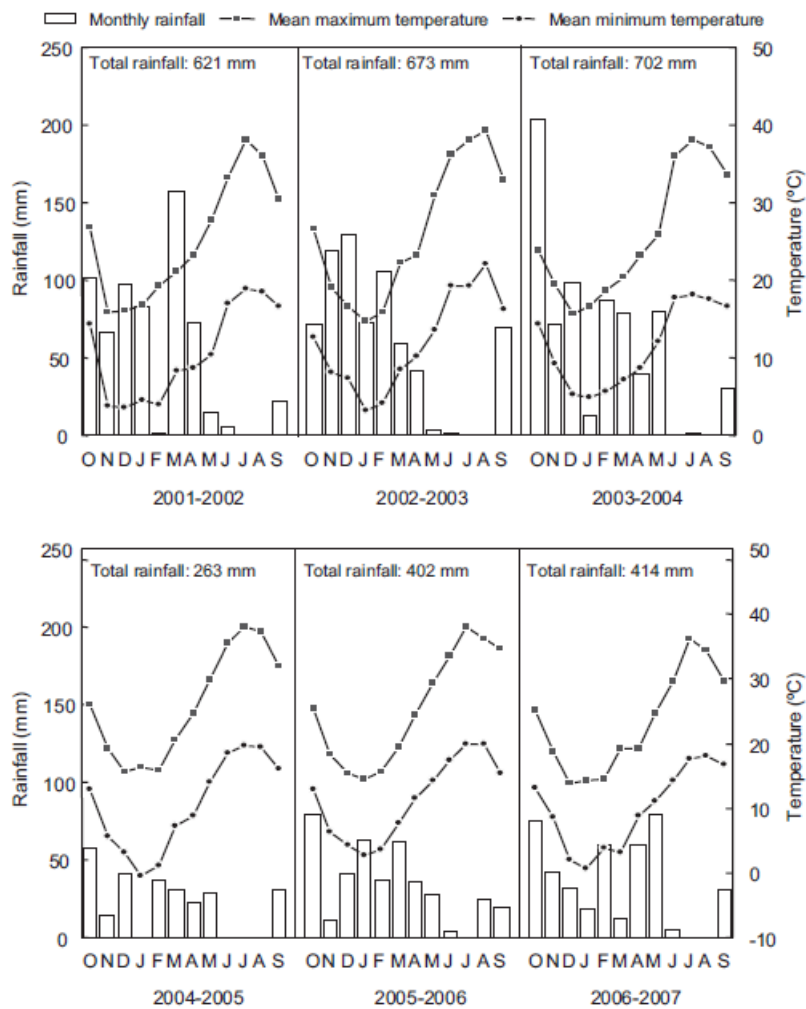 Monthly rainfall Mean maximum temperature Mean minimum temperature
250 50
Total rainfall: 621 mm Total rainfall: 673 mm Total rainfall: 702 mm
200 40
150 30
Rainfall (mm) Temperature (ºC)
100 20
50 10
0 0
O N D J F M A M J J A S O N D J F M A M J J A S O N D J F M A M J J A S
2001-2002 2002-2003 2003-2004
250 50
Total rainfall: 263 mm Total rainfall: 402 mm Total rainfall: 414 mm
200 40
30
150
Rainfall (mm) Temperature (ºC)
20
100
10
50
0
0 -10
O N D J F M A M J J A S O N D J F M A M J J A S O N D J F M A M J J A S
2004-2005 2005-2006 2006-2007